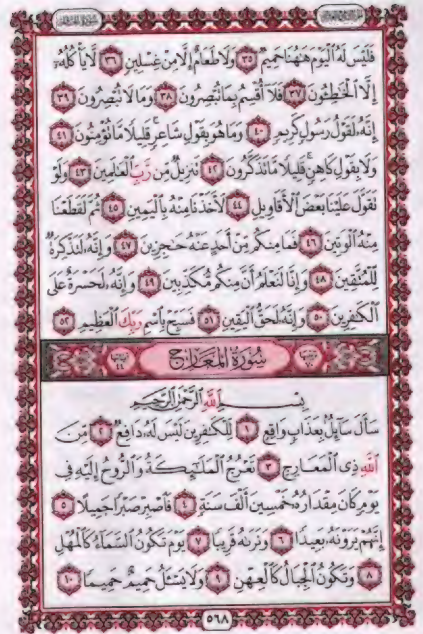 فَلَيْسَ لَهُ الْيَوْمَ هَاهُنَا حَمِيمٌ ٣٥ وَلَا طَعَامٌ إِلَّا مِنْ غِسْلِينٍ ٣٦ لَّا يَأْكُلُهُ
إِلَّا الْخَاطِئُونَ ٣٧ فَلَا أُقْسِمُ بِمَا تُبْصِرُونَ ٣٨ وَمَا لَا تُبْصِرُونَ ٣٩
إِنَّهُ لَقَوْلُ رَسُولٍ كَرِيمٍ ٤٠ وَمَا هُوَ بِقَوْلِ شَاعِرٍ قَلِيلًا مَا تُؤْمِنُونَ ٤١
وَلَا بِقَوْلِ كَاهِنٍ قَلِيلًا مَا تَذَكَّرُونَ ٤٢ تَنزِيلٌ مِّن رَّبِّ الْعَالَمِينَ ٤٣ وَلَوْ
تَقَوَّلَ عَلَيْنَا بَعْضَ الْأَقَاوِيلِ ٤٤ لَأَخَذْنَا مِنْهُ بِالْيَمِينِ ٤٥ ثُمَّ لَقَطَعْنَا
مِنْهُ الْوَتِينَ ٤٦ فَمَا مِنكُم مِّنْ أَحَدٍ عَنْهُ حَاجِزِينَ ٤٧ وَإِنَّهُ لَتَذْكِرَةٌ
لِّلْمُتَّقِينَ ٤٨ وَإِنَّا لَنَعْلَمُ أَنَّ مِنكُم مُّكَذِّبِينَ ٤٩ وَإِنَّهُ لَحَسْرَةٌ عَلَى
الْكَافِرِينَ ٥٠ وَإِنَّهُ لَحَقُّ الْيَقِينِ ٥١ فَسَبِّحْ بِاسْمِ رَبِّكَ الْعَظِيمِ ٥٢
سُورَةُ الْمَعَارِجِ
بِسْمِ اللَّهِ الرَّحْمَٰنِ الرَّحِيمِ
سَأَلَ سَائِلٌ بِعَذَابٍ وَاقِعٍ ١ لِّلْكَافِرِينَ لَيْسَ لَهُ دَافِعٌ ٢ مِّنَ
اللَّهِ ذِي الْمَعَارِجِ ٣ تَعْرُجُ الْمَلَائِكَةُ وَالرُّوحُ إِلَيْهِ فِي
يَوْمٍ كَانَ مِقْدَارُهُ خَمْسِينَ أَلْفَ سَنَةٍ ٤ فَاصْبِرْ صَبْرًا جَمِيلًا ٥
إِنَّهُمْ يَرَوْنَهُ بَعِيدًا ٦ وَنَرَاهُ قَرِيبًا ٧ يَوْمَ تَكُونُ السَّمَاءُ كَالْمُهْلِ
٨ وَتَكُونُ الْجِبَالُ كَالْعِهْنِ ٩ وَلَا يَسْأَلُ حَمِيمٌ حَمِيمًا ١٠
٥٦٨